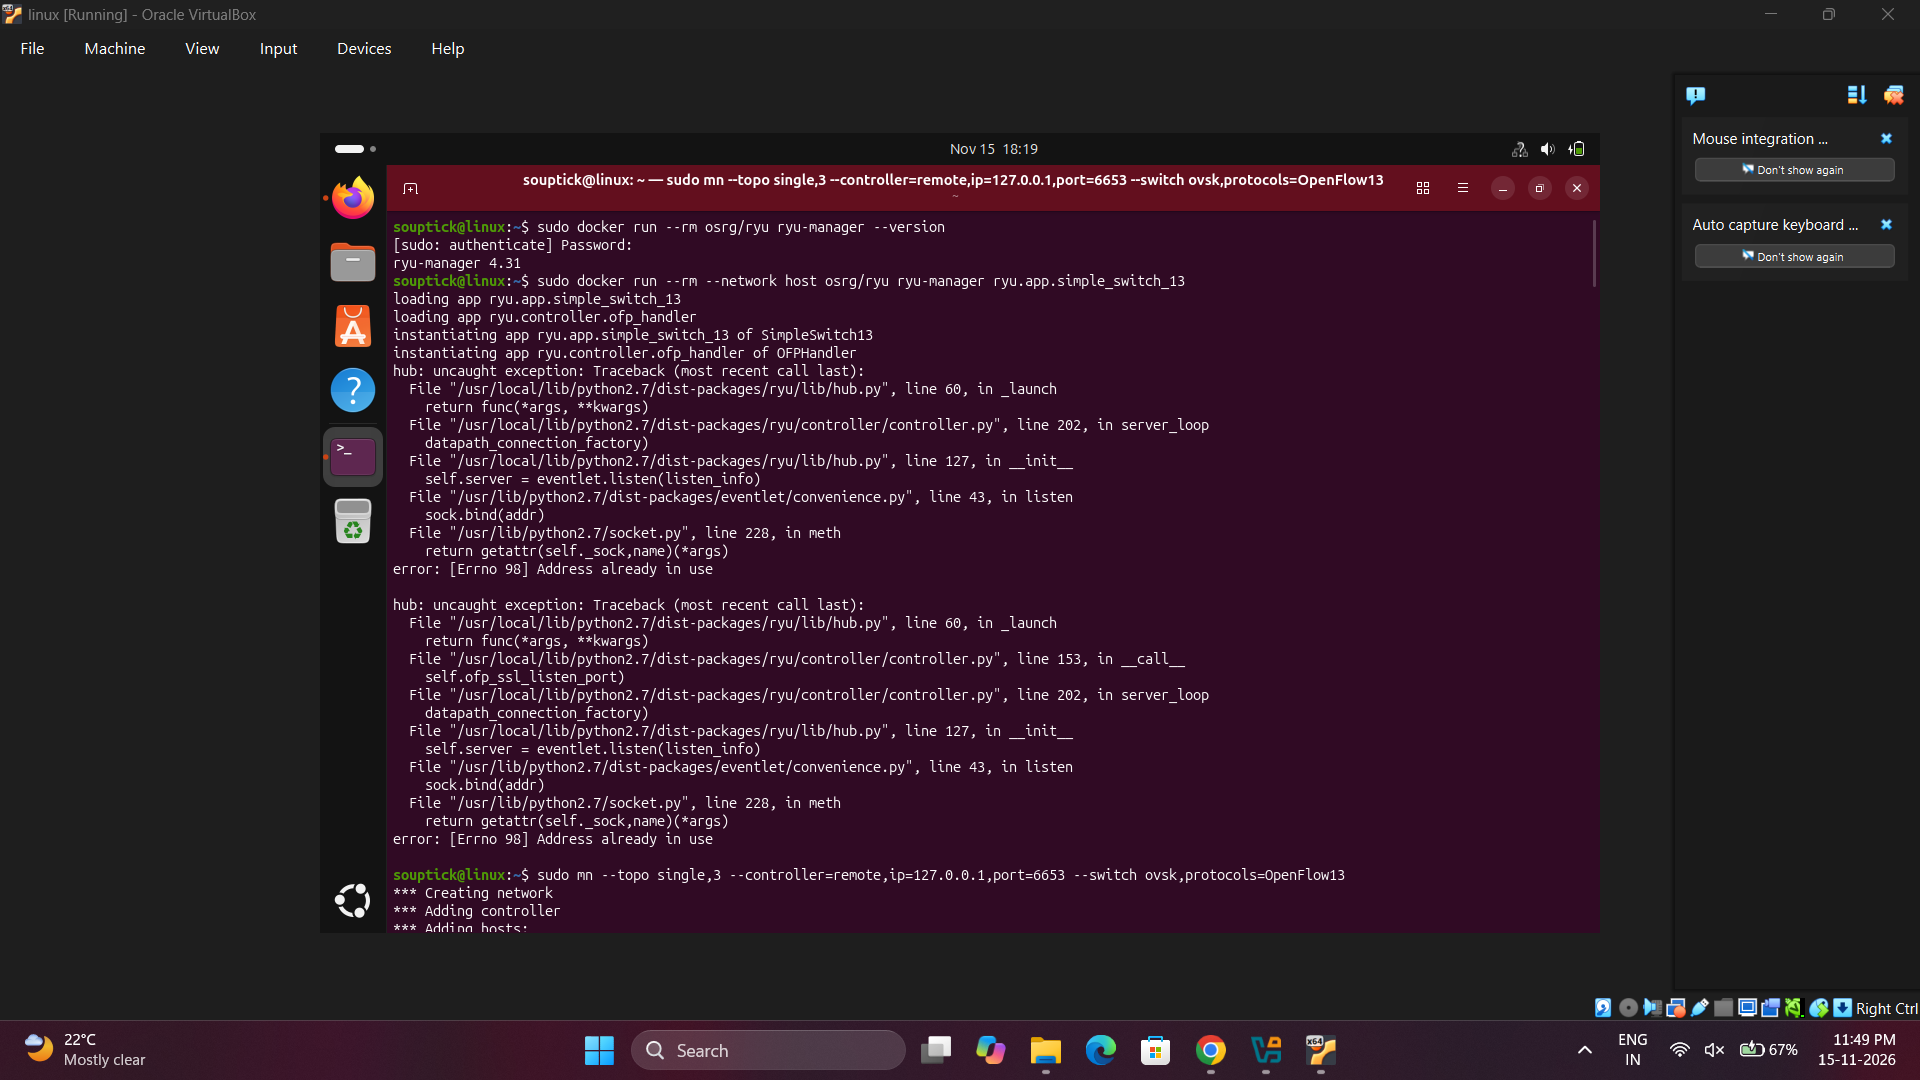 linux [Running] - Oracle VirtualBox
File Machine View Input Devices Help
Mouse integration ...
Don't show again
Auto capture keyboard ...
Don't show again
Nov 15 18:19
souptick@linux: ~ — sudo mn --topo single,3 --controller=remote,ip=127.0.0.1,port=6653 --switch ovsk,protocols=OpenFlow13
~
souptick@linux:~$ sudo docker run --rm osrg/ryu ryu-manager --version
[sudo: authenticate] Password:
ryu-manager 4.31
souptick@linux:~$ sudo docker run --rm --network host osrg/ryu ryu-manager ryu.app.simple_switch_13
loading app ryu.app.simple_switch_13
loading app ryu.controller.ofp_handler
instantiating app ryu.app.simple_switch_13 of SimpleSwitch13
instantiating app ryu.controller.ofp_handler of OFPHandler
hub: uncaught exception: Traceback (most recent call last):
  File "/usr/local/lib/python2.7/dist-packages/ryu/lib/hub.py", line 60, in _launch
    return func(*args, **kwargs)
  File "/usr/local/lib/python2.7/dist-packages/ryu/controller/controller.py", line 202, in server_loop
    datapath_connection_factory)
  File "/usr/local/lib/python2.7/dist-packages/ryu/lib/hub.py", line 127, in __init__
    self.server = eventlet.listen(listen_info)
  File "/usr/lib/python2.7/dist-packages/eventlet/convenience.py", line 43, in listen
    sock.bind(addr)
  File "/usr/lib/python2.7/socket.py", line 228, in meth
    return getattr(self._sock,name)(*args)
error: [Errno 98] Address already in use
hub: uncaught exception: Traceback (most recent call last):
  File "/usr/local/lib/python2.7/dist-packages/ryu/lib/hub.py", line 60, in _launch
    return func(*args, **kwargs)
  File "/usr/local/lib/python2.7/dist-packages/ryu/controller/controller.py", line 153, in __call__
    self.ofp_ssl_listen_port)
  File "/usr/local/lib/python2.7/dist-packages/ryu/controller/controller.py", line 202, in server_loop
    datapath_connection_factory)
  File "/usr/local/lib/python2.7/dist-packages/ryu/lib/hub.py", line 127, in __init__
    self.server = eventlet.listen(listen_info)
  File "/usr/lib/python2.7/dist-packages/eventlet/convenience.py", line 43, in listen
    sock.bind(addr)
  File "/usr/lib/python2.7/socket.py", line 228, in meth
    return getattr(self._sock,name)(*args)
error: [Errno 98] Address already in use
souptick@linux:~$ sudo mn --topo single,3 --controller=remote,ip=127.0.0.1,port=6653 --switch ovsk,protocols=OpenFlow13
*** Creating network
*** Adding controller
*** Adding hosts:
Right Ctrl
22°C
Mostly clear
Search
ENG
IN
67%
11:49 PM
15-11-2026